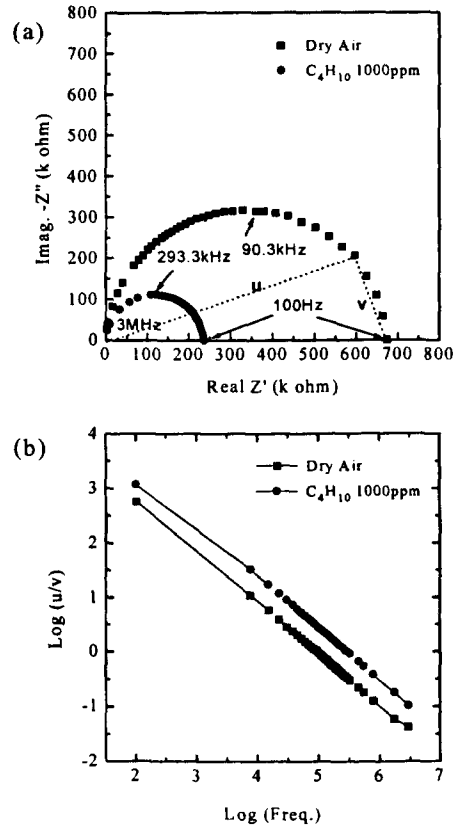 (a)
800
700
600
500
400
300
200
100
0
Imag. -Z" (k ohm)
■ Dry Air
● C₄H₁₀ 1000ppm
293.3kHz
90.3kHz
u
v
3MHz
100Hz
0 100 200 300 400 500 600 700 800
Real Z' (k ohm)
(b)
4
3
2
1
0
-1
-2
Log (u/v)
Dry Air
C₄H₁₀ 1000ppm
2 3 4 5 6 7
Log (Freq.)